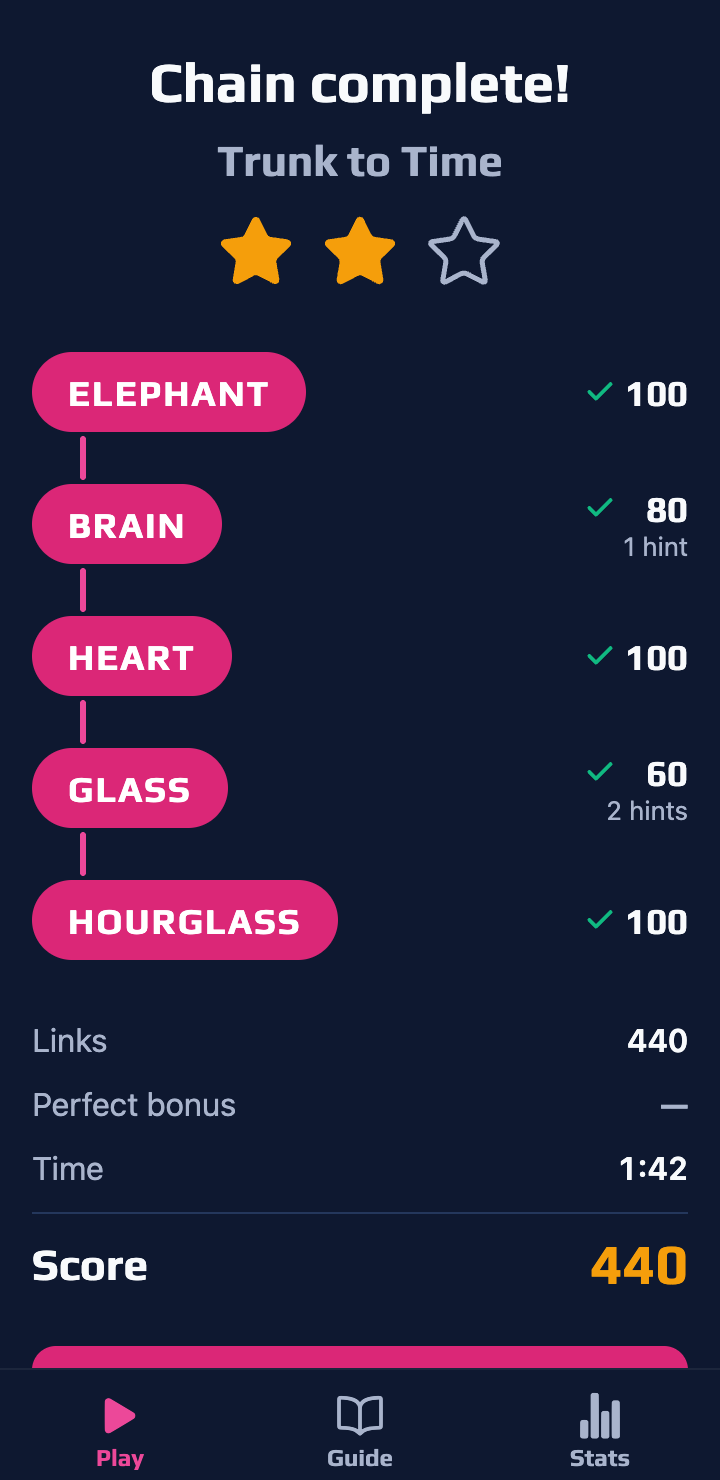 Chain complete!
Trunk to Time
ELEPHANT
100
BRAIN
80
1 hint
HEART
100
GLASS
60
2 hints
HOURGLASS
100
Links 440
Perfect bonus —
Time 1:42
Score 440
Play Guide Stats